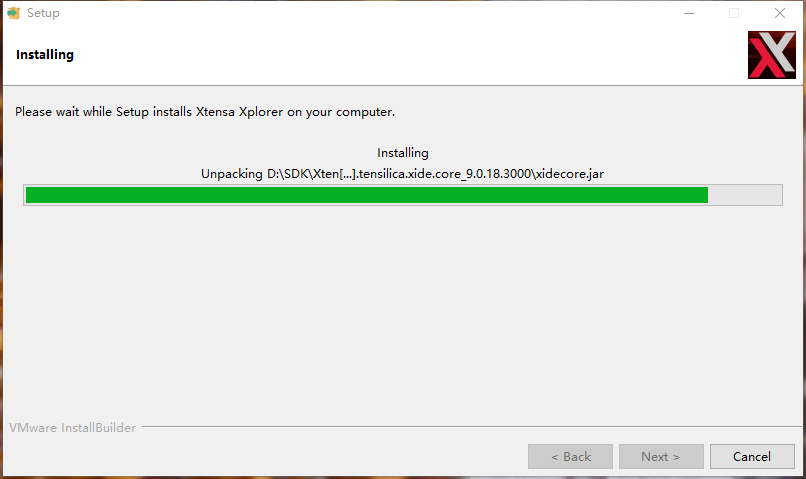 Setup
Installing
Please wait while Setup installs Xtensa Xplorer on your computer.
Installing
Unpacking D:\SDK\Xten[...].tensilica.xide.core_9.0.18.3000\xidecore.jar
VMware InstallBuilder
< Back
Next >
Cancel